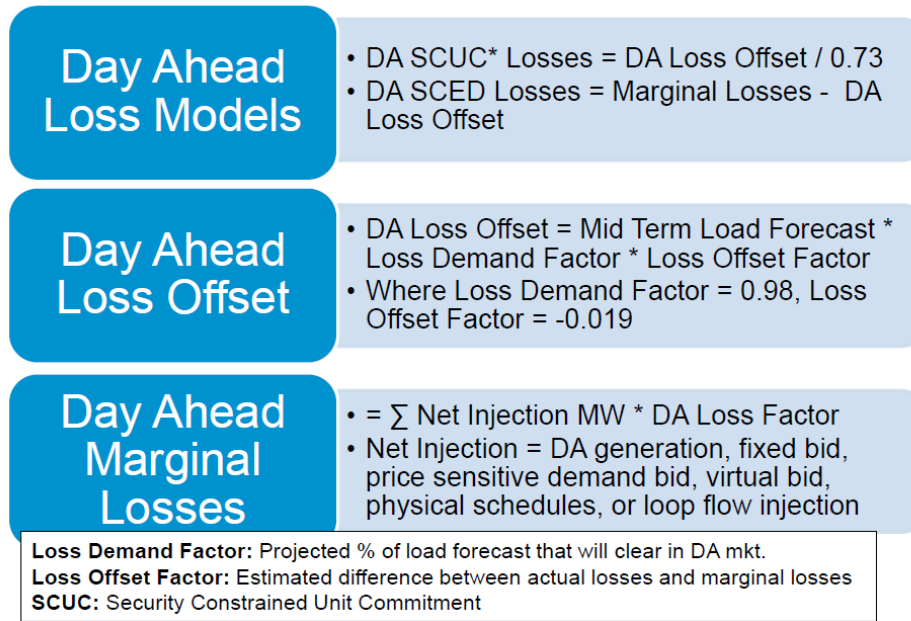 Day Ahead
Loss Models
• DA SCUC* Losses = DA Loss Offset / 0.73
• DA SCED Losses = Marginal Losses - DA
Loss Offset
Day Ahead
Loss Offset
• DA Loss Offset = Mid Term Load Forecast *
Loss Demand Factor * Loss Offset Factor
• Where Loss Demand Factor = 0.98, Loss
Offset Factor = -0.019
Day Ahead
Marginal
Losses
• = ∑ Net Injection MW * DA Loss Factor
• Net Injection = DA generation, fixed bid,
price sensitive demand bid, virtual bid,
physical schedules, or loop flow injection
Loss Demand Factor: Projected % of load forecast that will clear in DA mkt.
Loss Offset Factor: Estimated difference between actual losses and marginal losses
SCUC: Security Constrained Unit Commitment